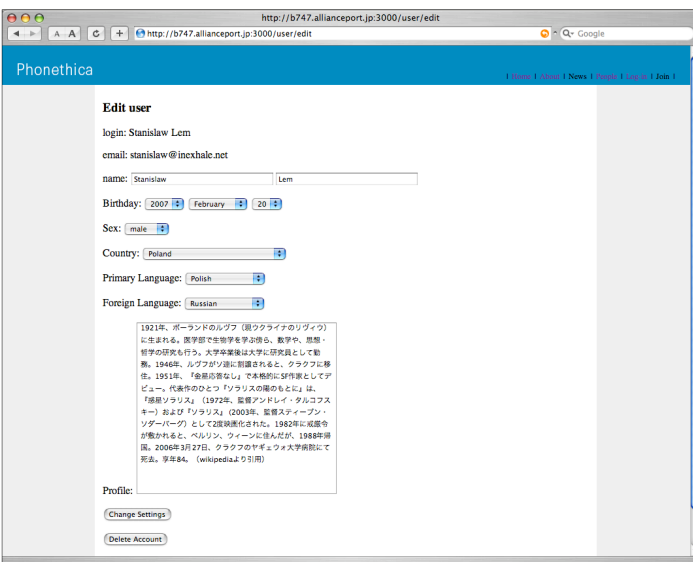 http://b747.allianceport.jp:3000/user/edit
A A C + http://b747.allianceport.jp:3000/user/edit Q- Google
Phonethica
| Home | About | News | People | Log in | Join |
Edit user
login: Stanislaw Lem
email: stanislaw@inexhale.net
name: Stanislaw Lem
Birthday: 2007 February 20
Sex: male
Country: Poland
Primary Language: Polish
Foreign Language: Russian
1921年、ポーランドのルヴフ（現ウクライナのリヴィウ）
に生まれる。医学部で生物学を学ぶ傍ら、数学や、思想・
哲学の研究も行う。大学卒業後は大学に研究員として勤
務。1946年、ルヴフがソ連に割譲されると、クラクフに移
住。1951年、『金星応答なし』で本格的にSF作家としてデ
ビュー。代表作のひとつ『ソラリスの陽のもとに』は、
『惑星ソラリス』（1972年、監督アンドレイ・タルコフス
キー）および『ソラリス』（2003年、監督スティーブン・
ソダーバーグ）として2度映画化された。1982年に戒厳令
が敷かれると、ベルリン、ウィーンに住んだが、1988年帰
国。2006年3月27日、クラクフのヤギェウォ大学病院にて
死去。享年84。（wikipediaより引用）
Profile:
Change Settings
Delete Account